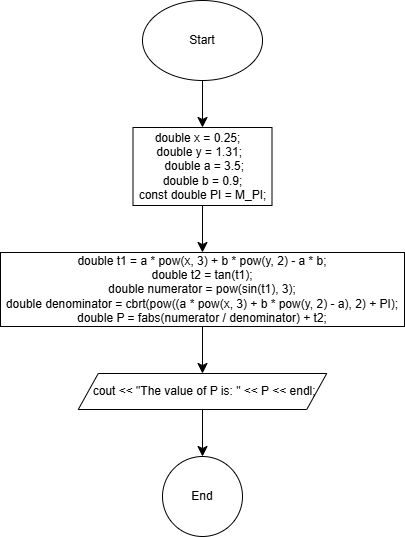 Start
double x = 0.25;
double y = 1.31;
double a = 3.5;
double b = 0.9;
const double PI = M_PI;
double t1 = a * pow(x, 3) + b * pow(y, 2) - a * b;
double t2 = tan(t1);
double numerator = pow(sin(t1), 3);
double denominator = cbrt(pow((a * pow(x, 3) + b * pow(y, 2) - a), 2) + PI);
double P = fabs(numerator / denominator) + t2;
cout << "The value of P is: " << P << endl;
End